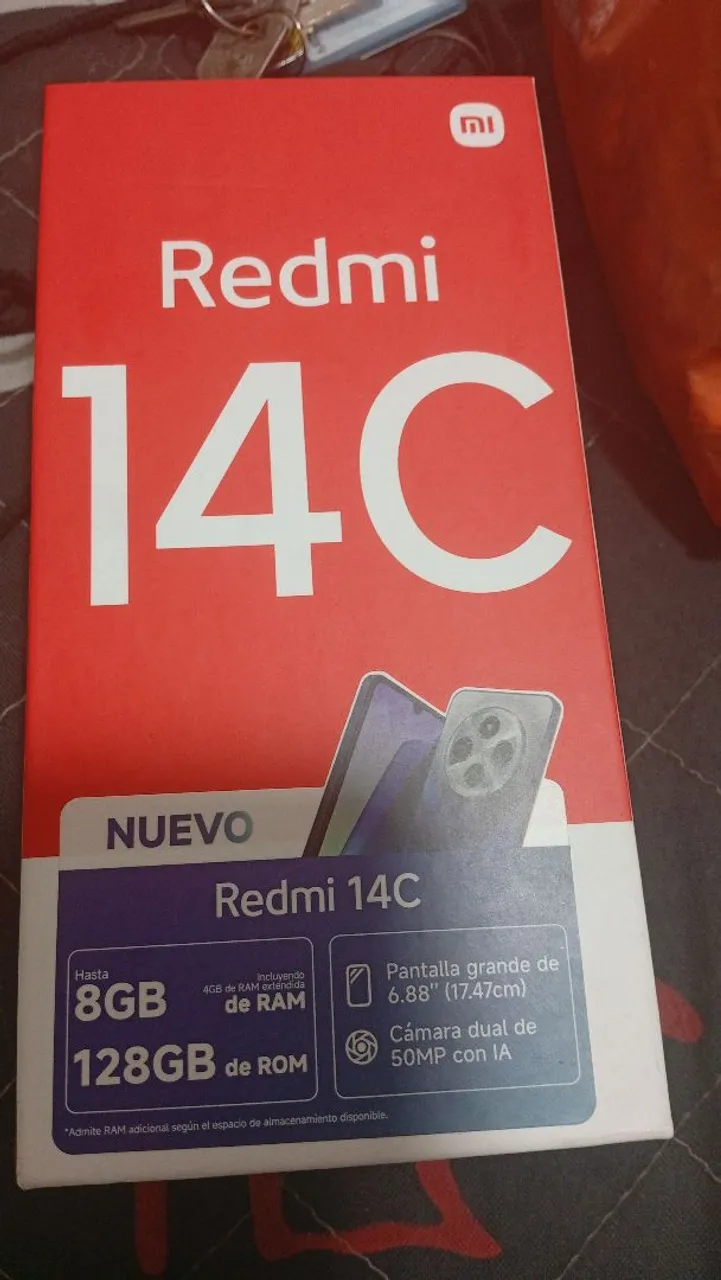 mi
Redmi
14C
NUEVO
Redmi 14C
Hasta
8GB
Incluyendo
4GB de RAM extendida
de RAM
128GB de ROM
Pantalla grande de
6.88" (17.47cm)
Cámara dual de
50MP con IA
*Admite RAM adicional según el espacio de almacenamiento disponible.